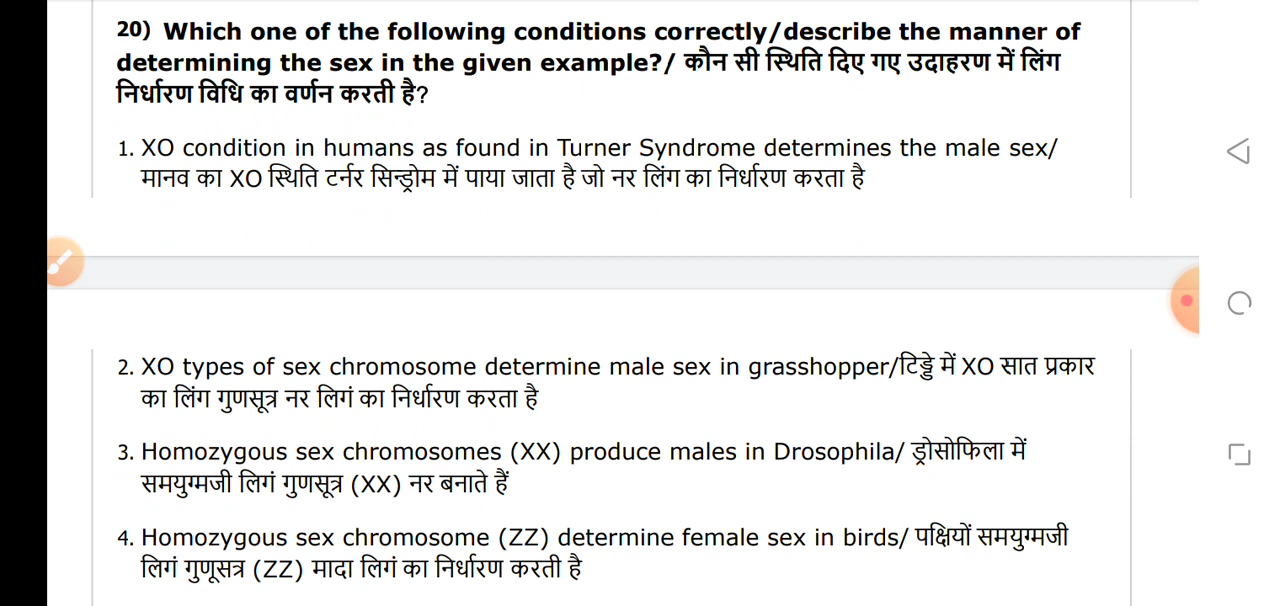 20) Which one of the following conditions correctly/describe the manner of
determining the sex in the given example?/ कौन सी स्थिति दिए गए उदाहरण में लिंग
निर्धारण विधि का वर्णन करती है?
1. XO condition in humans as found in Turner Syndrome determines the male sex/
मानव का XO स्थिति टर्नर सिन्ड्रोम में पाया जाता है जो नर लिंग का निर्धारण करता है
2. XO types of sex chromosome determine male sex in grasshopper/टिड्डे में XO सात प्रकार
का लिंग गुणसूत्र नर लिगं का निर्धारण करता है
3. Homozygous sex chromosomes (XX) produce males in Drosophila/ ड्रोसोफिला में
समयुग्मजी लिगं गुणसूत्र (XX) नर बनाते हैं
4. Homozygous sex chromosome (ZZ) determine female sex in birds/ पक्षियों समयुग्मजी
लिगं गुणूसत्र (ZZ) मादा लिगं का निर्धारण करती है